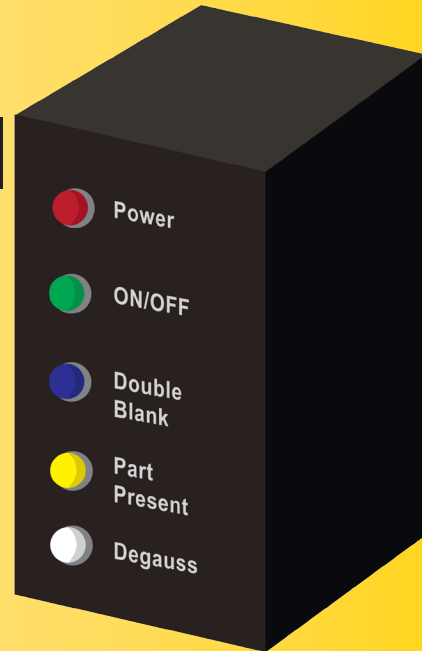 Power
ON/OFF
Double
Blank
Part
Present
Degauss